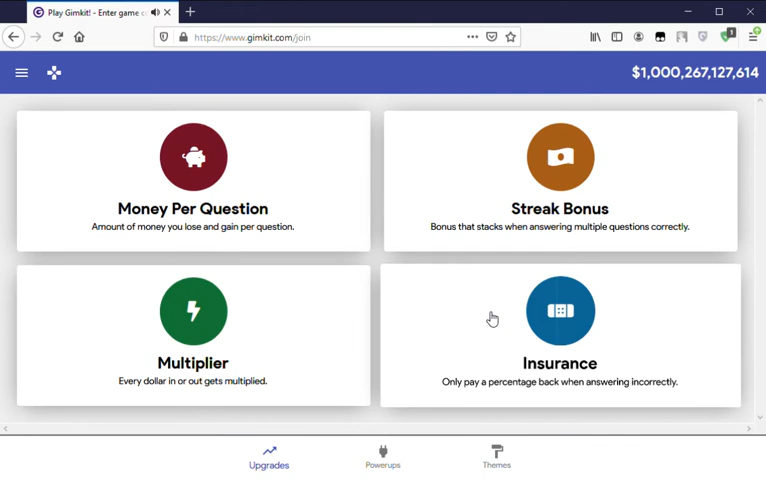 Play Gimkit! - Enter game c
https://www.gimkit.com/join
1
$1,000,267,127,614
Money Per Question
Amount of money you lose and gain per question.
Streak Bonus
Bonus that stacks when answering multiple questions correctly.
Multiplier
Every dollar in or out gets multiplied.
Insurance
Only pay a percentage back when answering incorrectly.
Upgrades
Powerups
Themes